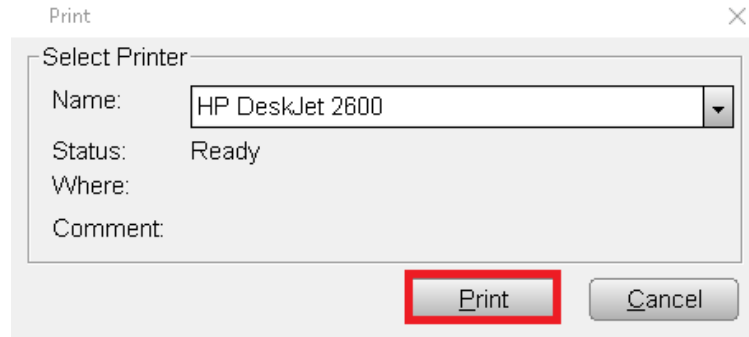 Print
Select Printer
Name: HP DeskJet 2600
Status: Ready
Where:
Comment:
Print Cancel